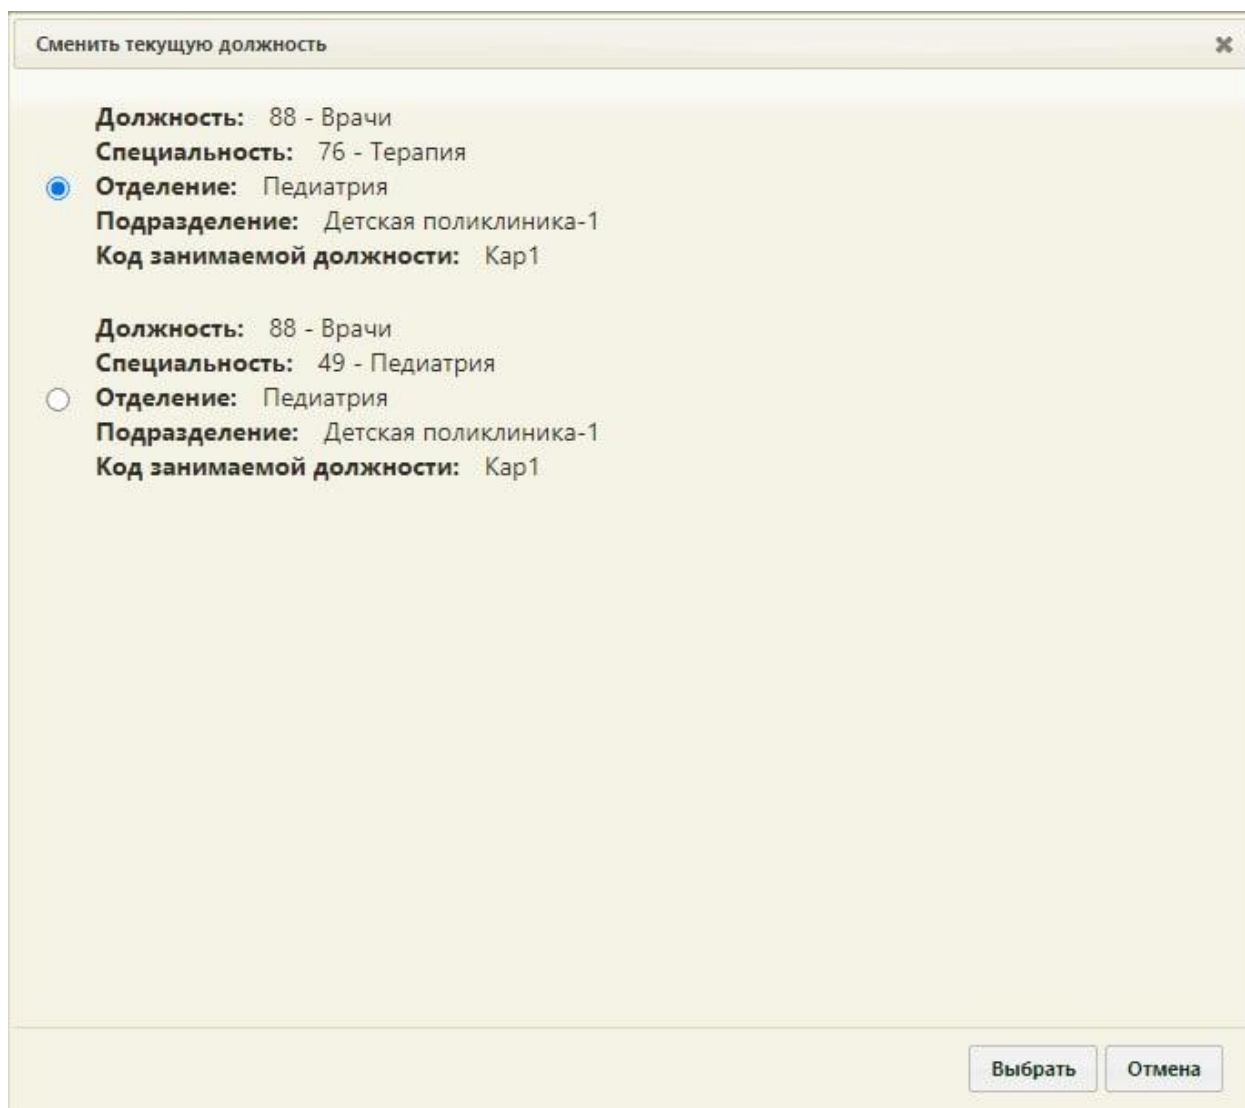 Сменить текущую должность
Должность: 88 - Врачи
Специальность: 76 - Терапия
Отделение: Педиатрия
Подразделение: Детская поликлиника-1
Код занимаемой должности: Кар1
Должность: 88 - Врачи
Специальность: 49 - Педиатрия
Отделение: Педиатрия
Подразделение: Детская поликлиника-1
Код занимаемой должности: Кар1
Выбрать Отмена